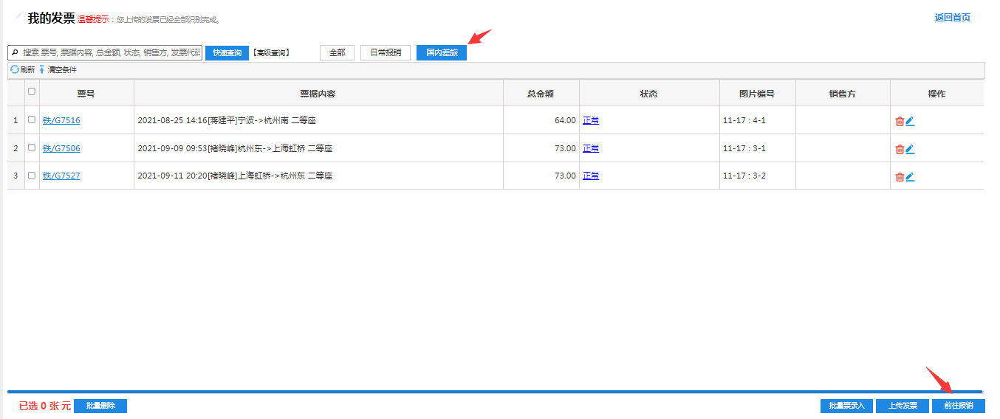 我的发票 温馨提示：您上传的发票已经全部识别完成。 返回首页
搜索 票号, 票据内容, 总金额, 状态, 销售方, 发票代码 快速查询 【高级查询】 全部 日常报销 国内差旅
刷新 清空条件
票号 票据内容 总金额 状态 图片编号 销售方 操作
1 铁/G7516 2021-08-25 14:16[蒋建平]宁波->杭州南 二等座 64.00 正常 11-17 : 4-1
2 铁/G7506 2021-09-09 09:53[褚晓峰]杭州东->上海虹桥 二等座 73.00 正常 11-17 : 3-1
3 铁/G7527 2021-09-11 20:20[褚晓峰]上海虹桥->杭州东 二等座 73.00 正常 11-17 : 3-2
已选 0 张 元 批量删除 批量票录入 上传发票 前往报销